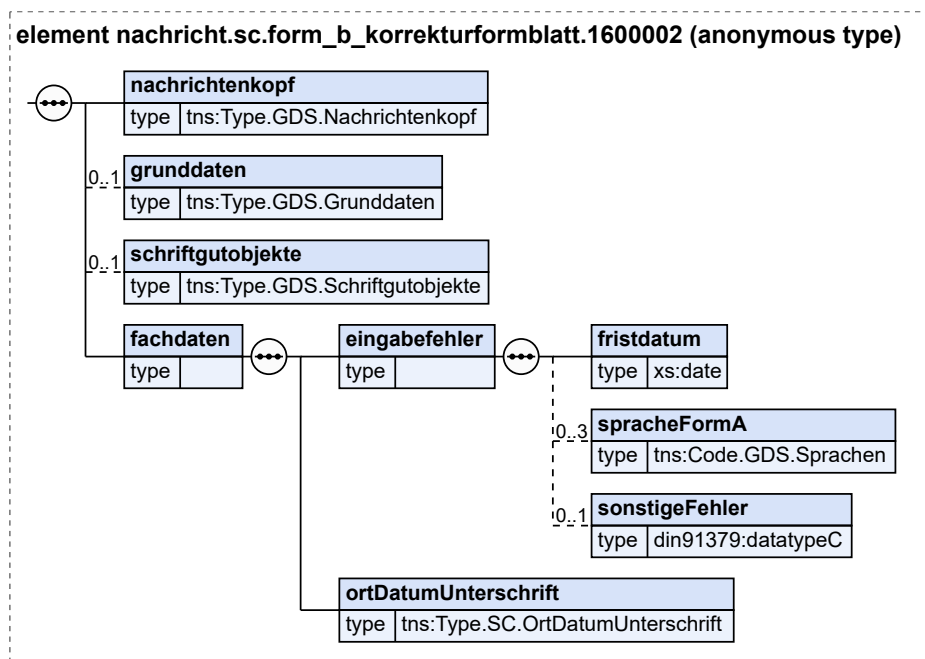 element nachricht.sc.form_b_korrekturformblatt.1600002 (anonymous type)
nachrichtenkopf
type tns:Type.GDS.Nachrichtenkopf
0..1 grunddaten
type tns:Type.GDS.Grunddaten
0..1 schriftgutobjekte
type tns:Type.GDS.Schriftgutobjekte
fachdaten eingabefehler fristdatum
type type type xs:date
0..3 spracheFormA
type tns:Code.GDS.Sprachen
0..1 sonstigeFehler
type din91379:datatypeC
ortDatumUnterschrift
type tns:Type.SC.OrtDatumUnterschrift